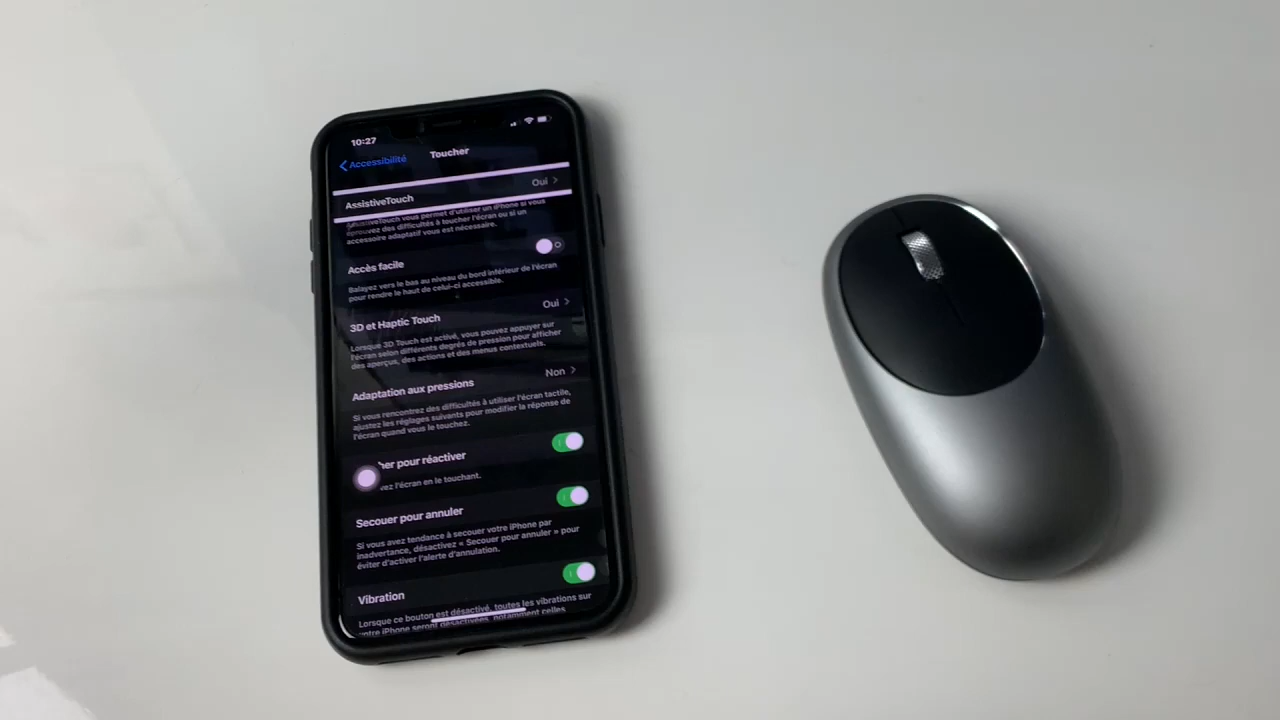 10:27
Accessibilité
Toucher
AssistiveTouch
Oui
AssistiveTouch vous permet d'utiliser un iPhone si vous
éprouvez des difficultés à toucher l'écran ou si un
accessoire adaptatif vous est nécessaire.
Accès facile
Balayez vers le bas au niveau du bord inférieur de l'écran
pour rendre le haut de celui-ci accessible.
3D et Haptic Touch
Oui
Lorsque 3D Touch est activé, vous pouvez appuyer sur
l'écran selon différents degrés de pression pour afficher
des aperçus, des actions et des menus contextuels.
Adaptation aux pressions
Non
Si vous rencontrez des difficultés à utiliser l'écran tactile,
ajustez les réglages suivants pour modifier la réponse de
l'écran quand vous le touchez.
her pour réactiver
vez l'écran en le touchant.
Secouer pour annuler
Si vous avez tendance à secouer votre iPhone par
inadvertance, désactivez « Secouer pour annuler » pour
éviter d'activer l'alerte d'annulation.
Vibration
Lorsque ce bouton est désactivé, toutes les vibrations sur
votre iPhone seront désactivées, notamment celles